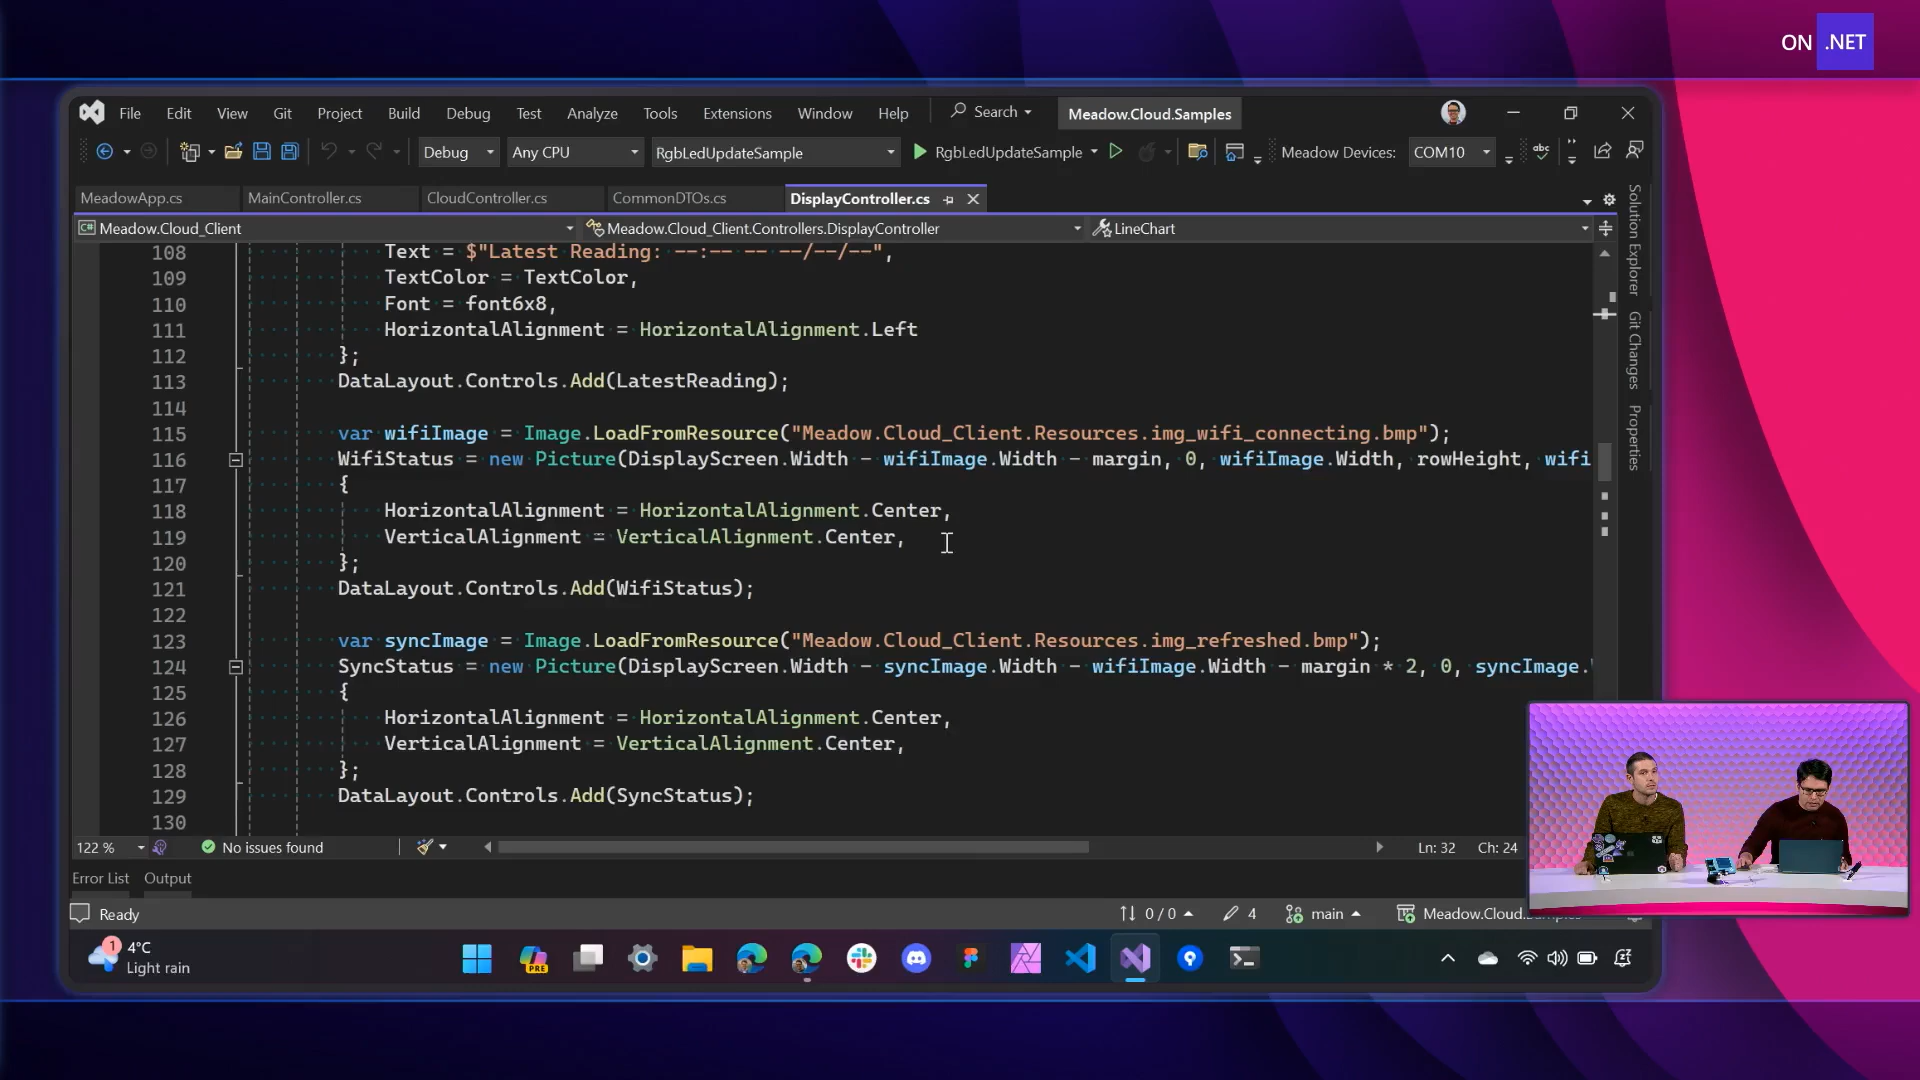 ON .NET
File Edit View Git Project Build Debug Test Analyze Tools Extensions Window Help Search Meadow.Cloud.Samples
Debug Any CPU RgbLedUpdateSample RgbLedUpdateSample Meadow Devices: COM10 abc
MeadowApp.cs MainController.cs CloudController.cs CommonDTOs.cs DisplayController.cs
Meadow.Cloud_Client Meadow.Cloud_Client.Controllers.DisplayController LineChart
108 Text = $"Latest Reading: --:-- -- --/--/--",
109 TextColor = TextColor,
110 Font = font6x8,
111 HorizontalAlignment = HorizontalAlignment.Left
112 };
113 DataLayout.Controls.Add(LatestReading);
114
115 var wifiImage = Image.LoadFromResource("Meadow.Cloud_Client.Resources.img_wifi_connecting.bmp");
116 WifiStatus = new Picture(DisplayScreen.Width - wifiImage.Width - margin, 0, wifiImage.Width, rowHeight, wifi
117 {
118 HorizontalAlignment = HorizontalAlignment.Center,
119 VerticalAlignment = VerticalAlignment.Center,
120 };
121 DataLayout.Controls.Add(WifiStatus);
122
123 var syncImage = Image.LoadFromResource("Meadow.Cloud_Client.Resources.img_refreshed.bmp");
124 SyncStatus = new Picture(DisplayScreen.Width - syncImage.Width - wifiImage.Width - margin * 2, 0, syncImage.
125 {
126 HorizontalAlignment = HorizontalAlignment.Center,
127 VerticalAlignment = VerticalAlignment.Center,
128 };
129 DataLayout.Controls.Add(SyncStatus);
130
Solution Explorer
Git Changes
Properties
122 % No issues found Ln: 32 Ch: 24
Error List Output
Ready 0 / 0 4 main Meadow.Cloud.
1 4°C
Light rain
PRE